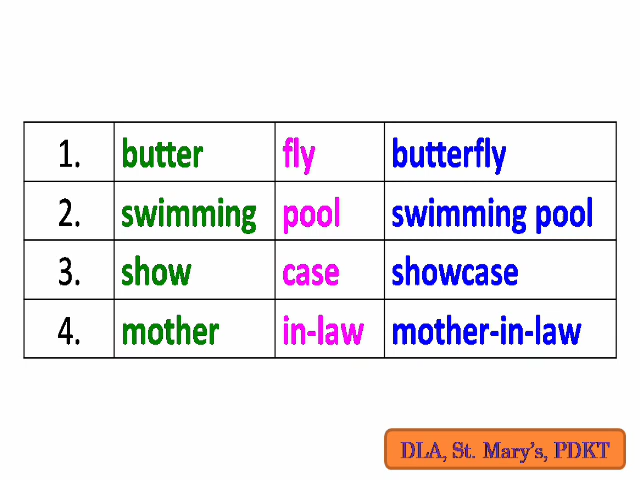 1. butter fly butterfly
2. swimming pool swimming pool
3. show case showcase
4. mother in-law mother-in-law
DLA, St. Mary's, PDKT